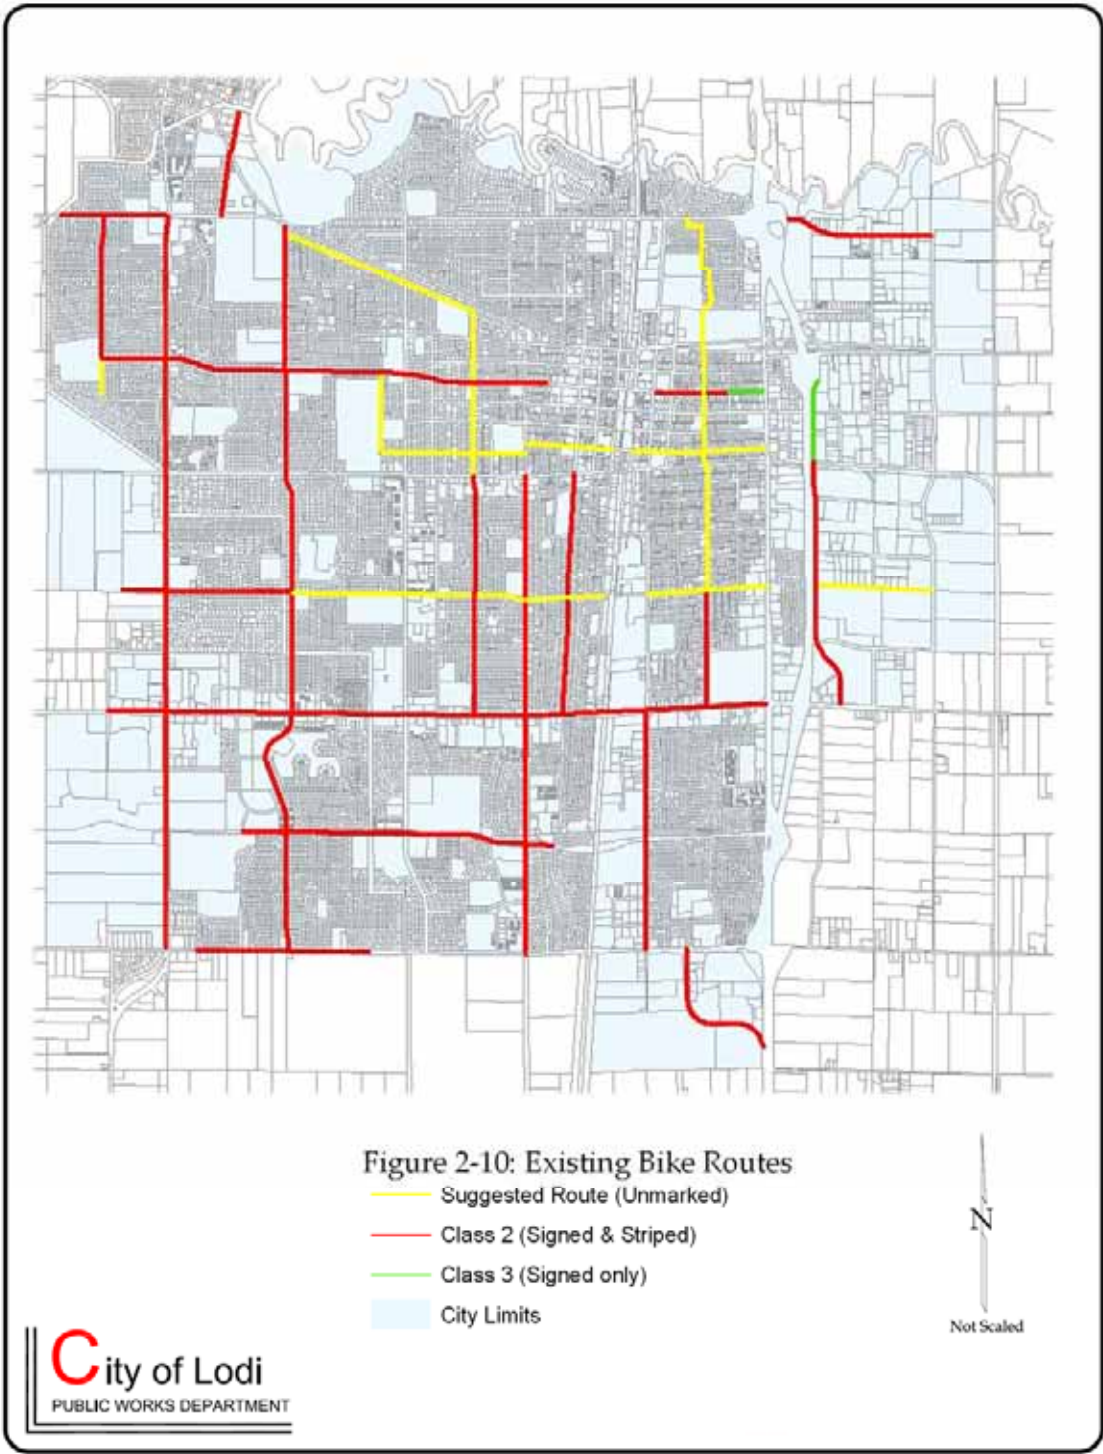 Figure 2-10: Existing Bike Routes
Suggested Route (Unmarked)
Class 2 (Signed & Striped)
Class 3 (Signed only)
City Limits
N
Not Scaled
City of Lodi
PUBLIC WORKS DEPARTMENT